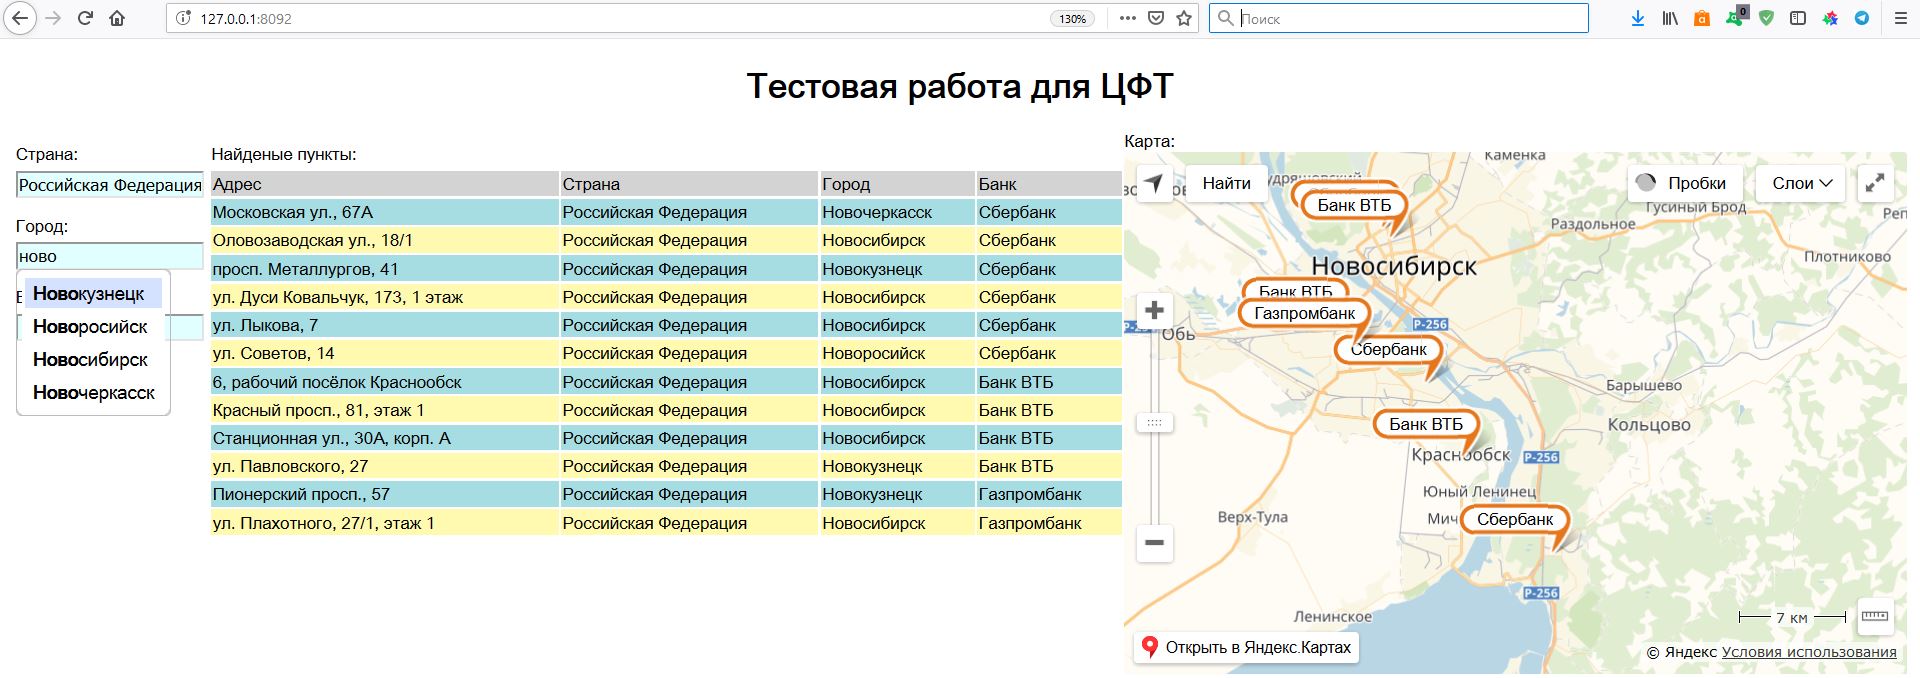 127.0.0.1:8092
130%
Поиск
0
Тестовая работа для ЦФТ
Страна:
Российская Федерация
Город:
ново
Новокузнецк
Новоросийск
Новосибирск
Новочеркасск
Найденые пункты:
Адрес Страна Город Банк
Московская ул., 67А Российская Федерация Новочеркасск Сбербанк
Оловозаводская ул., 18/1 Российская Федерация Новосибирск Сбербанк
просп. Металлургов, 41 Российская Федерация Новокузнецк Сбербанк
ул. Дуси Ковальчук, 173, 1 этаж Российская Федерация Новосибирск Сбербанк
ул. Лыкова, 7 Российская Федерация Новосибирск Сбербанк
ул. Советов, 14 Российская Федерация Новоросийск Сбербанк
6, рабочий посёлок Краснообск Российская Федерация Новосибирск Банк ВТБ
Красный просп., 81, этаж 1 Российская Федерация Новосибирск Банк ВТБ
Станционная ул., 30А, корп. А Российская Федерация Новосибирск Банк ВТБ
ул. Павловского, 27 Российская Федерация Новокузнецк Банк ВТБ
Пионерский просп., 57 Российская Федерация Новокузнецк Газпромбанк
ул. Плахотного, 27/1, этаж 1 Российская Федерация Новосибирск Газпромбанк
Карта:
Каменка
Найти
Пробки
Слои
Гусиный Брод
Банк ВТБ
Раздольное
Плотниково
Новосибирск
Банк ВТБ
Газпромбанк
Р-256
Обь
Сбербанк
Барышево
Банк ВТБ
Кольцово
Краснообск
Р-256
Юный Ленинец
Верх-Тула
Сбербанк
Р-256
Ленинское
7 км
Открыть в Яндекс.Картах
© Яндекс Условия использования